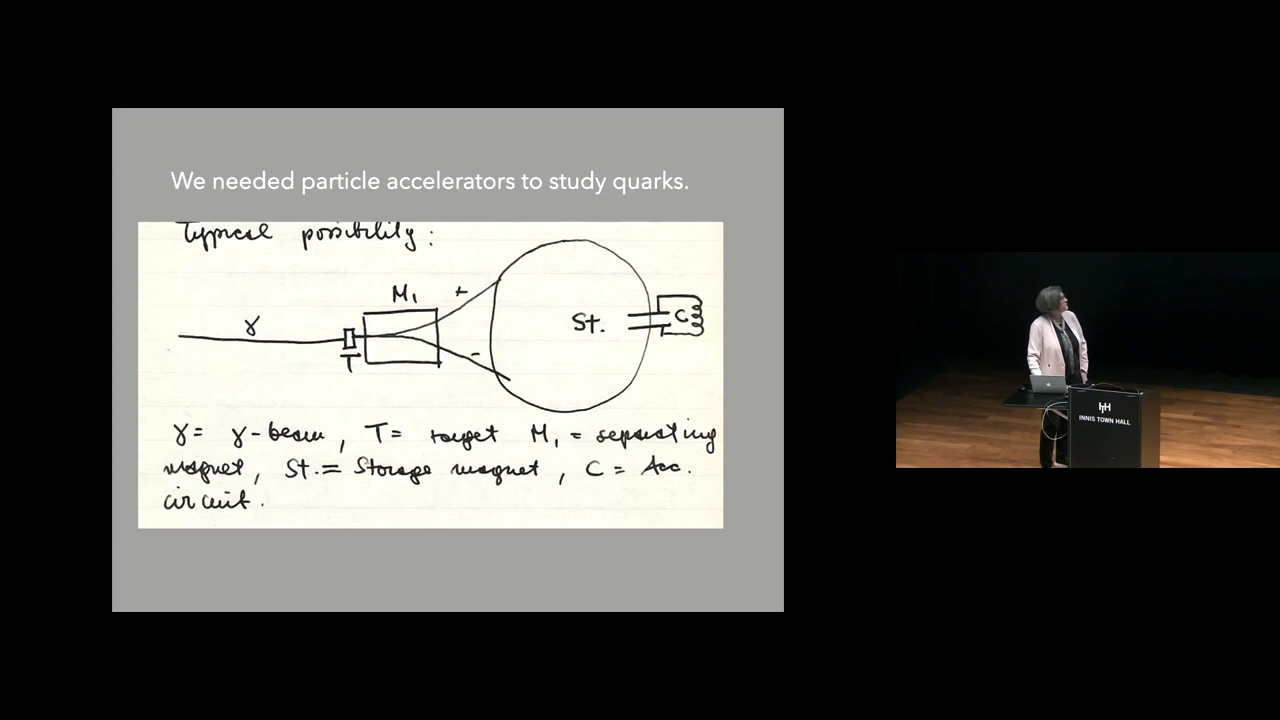 We needed particle accelerators to study quarks.
Typical possibility:
M₁
+
γ
St.
C
-
T
γ = γ-beam, T = target M₁ = separating
magnet, St. = Storage magnet, C = Acc.
circuit.
INNIS TOWN HALL